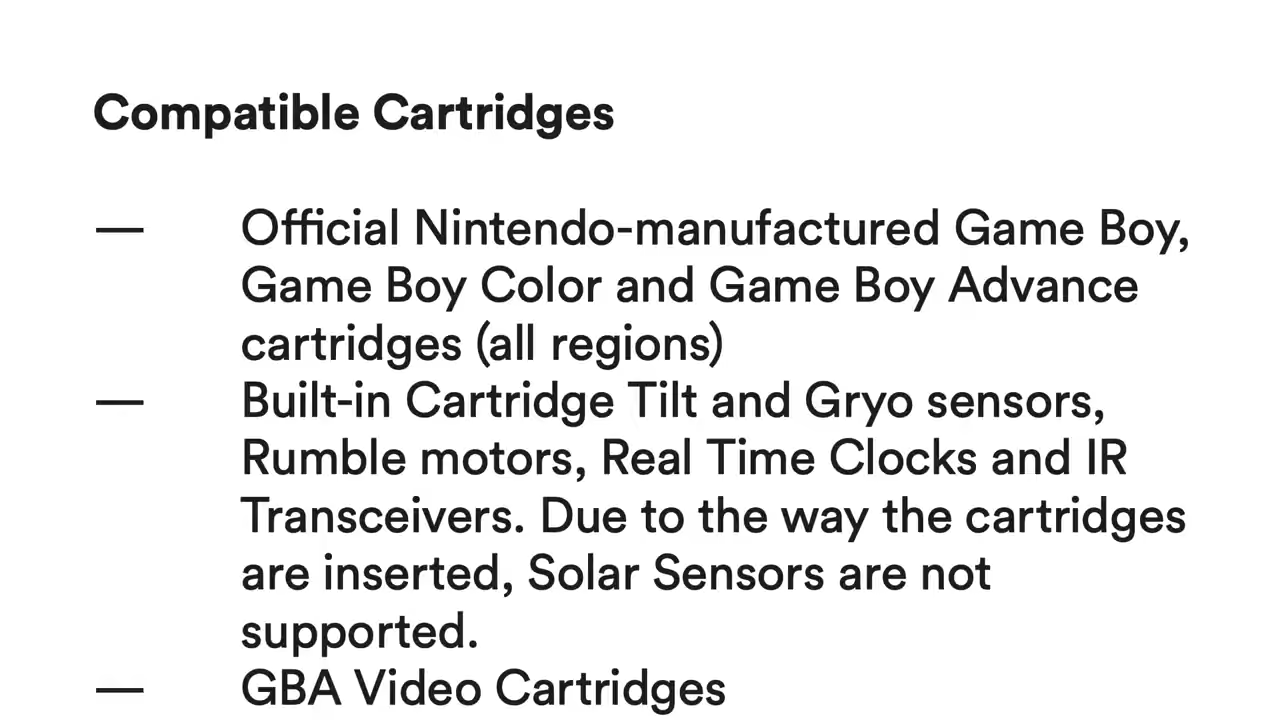 Compatible Cartridges
— Official Nintendo-manufactured Game Boy,
Game Boy Color and Game Boy Advance
cartridges (all regions)
— Built-in Cartridge Tilt and Gryo sensors,
Rumble motors, Real Time Clocks and IR
Transceivers. Due to the way the cartridges
are inserted, Solar Sensors are not
supported.
— GBA Video Cartridges